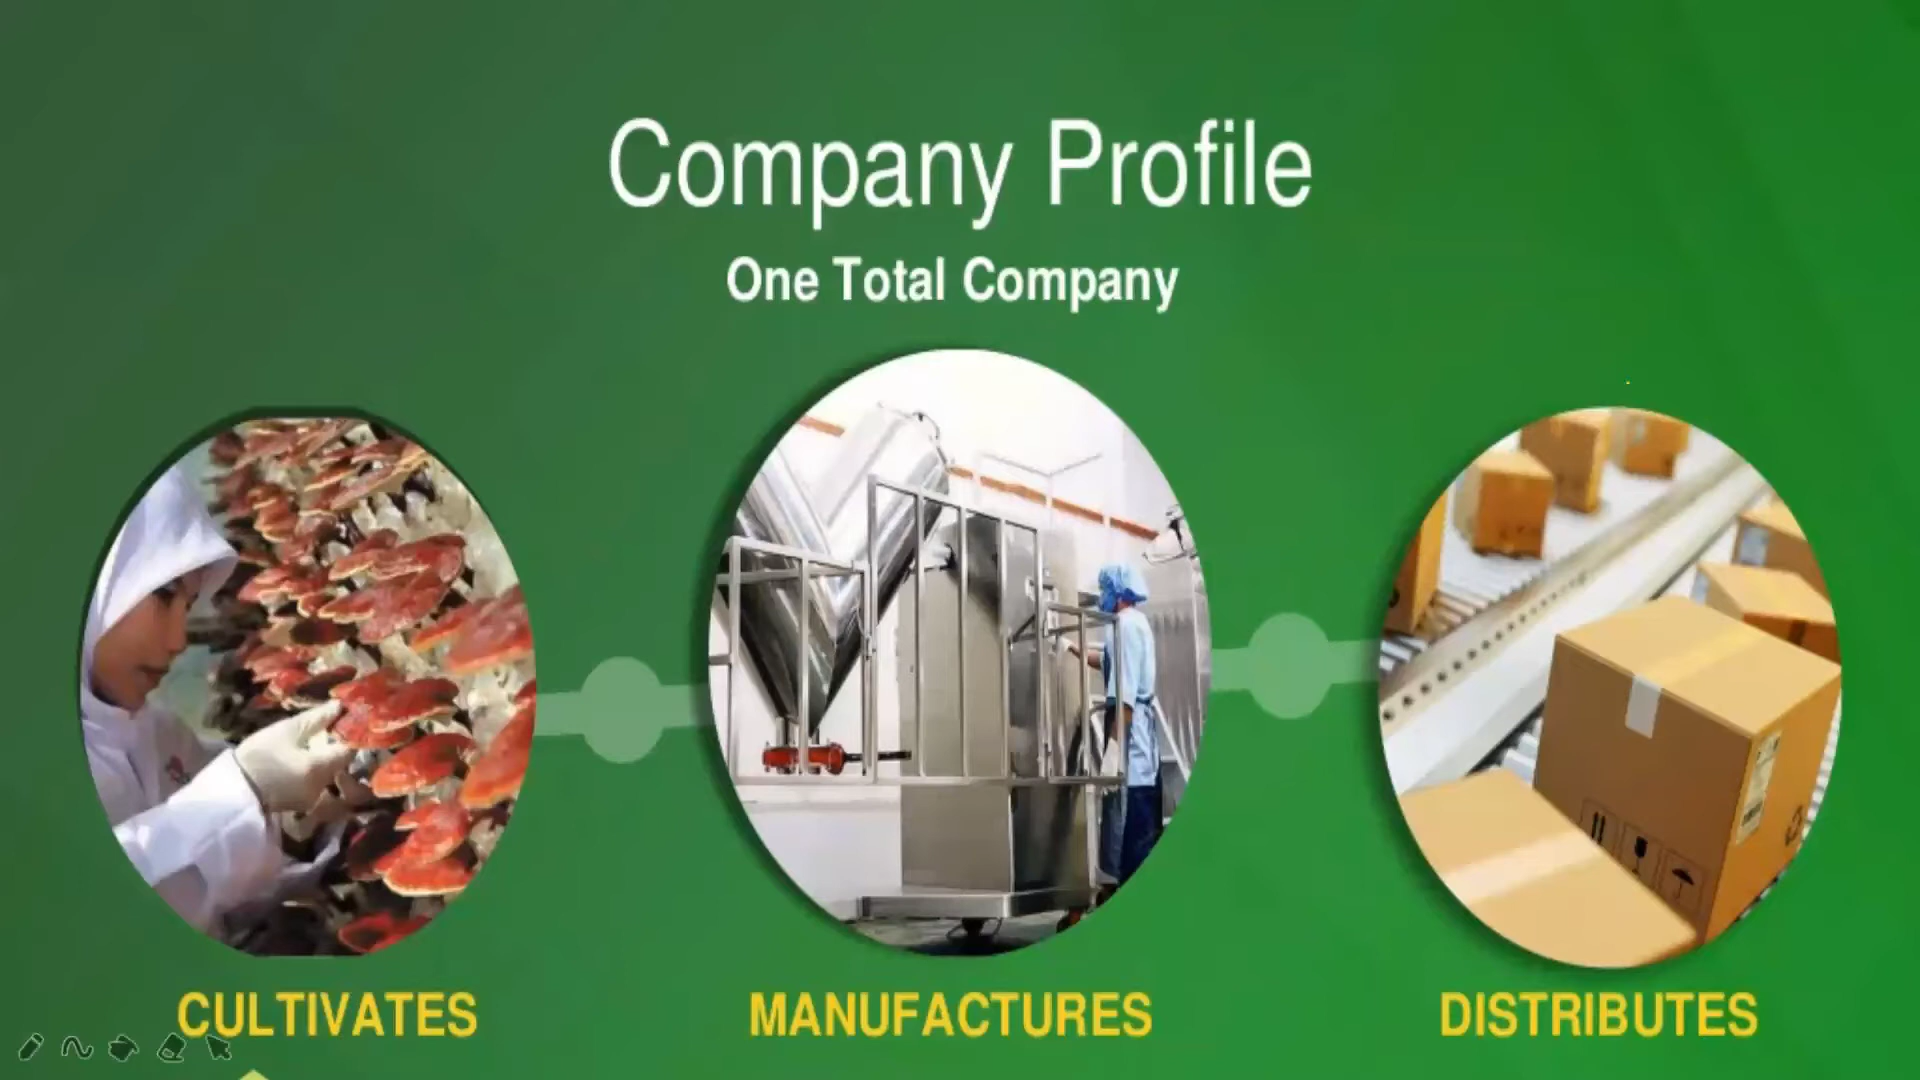 Company Profile
One Total Company
CULTIVATES
MANUFACTURES
DISTRIBUTES